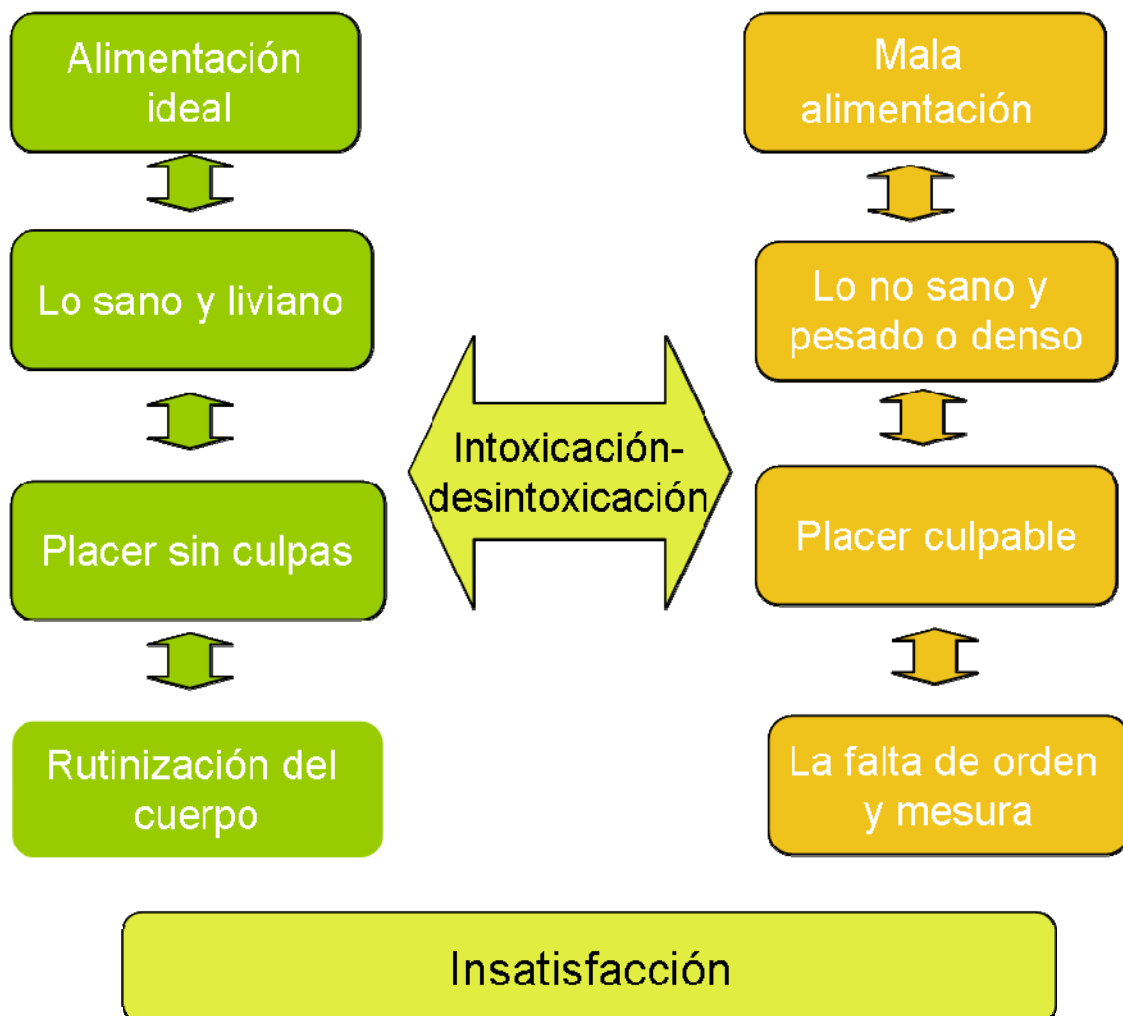 Alimentación
ideal
Mala
alimentación
Lo sano y liviano
Lo no sano y
pesado o denso
Intoxicación-
desintoxicación
Placer sin culpas
Placer culpable
Rutinización del
cuerpo
La falta de orden
y mesura
Insatisfacción